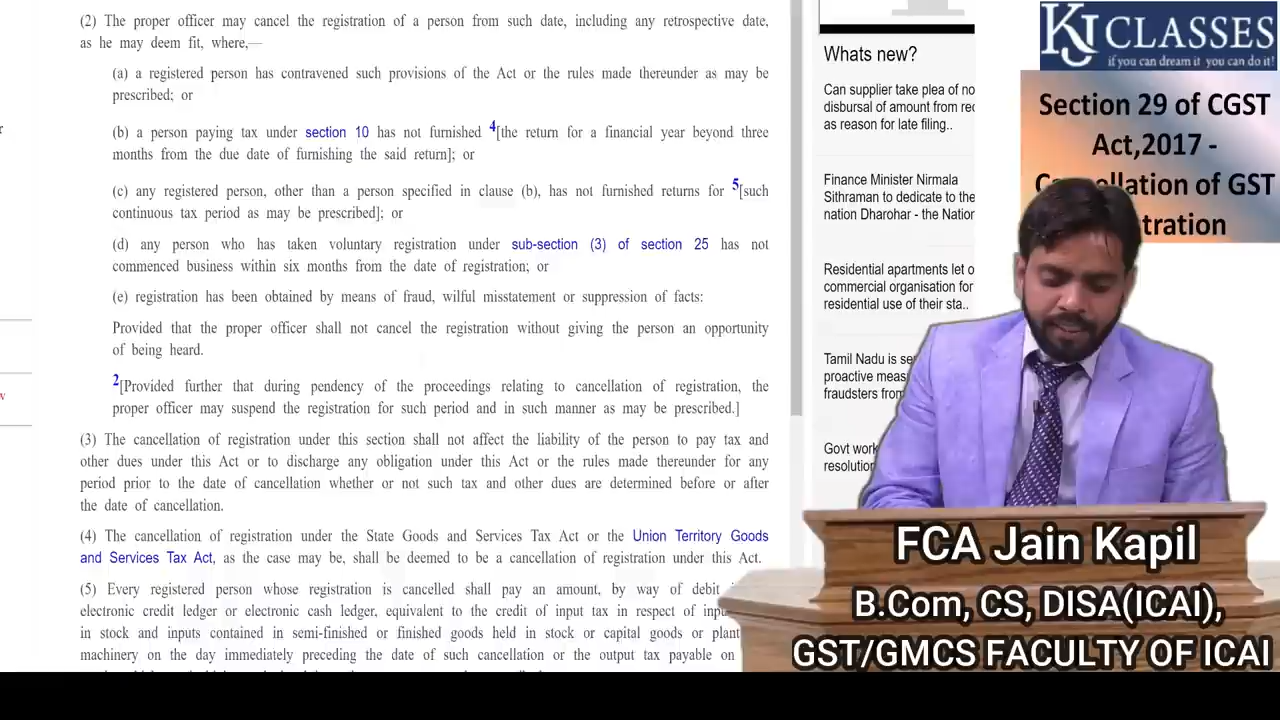 (2) The proper officer may cancel the registration of a person from such date, including any retrospective date,
as he may deem fit, where,—
(a) a registered person has contravened such provisions of the Act or the rules made thereunder as may be
prescribed; or
(b) a person paying tax under section 10 has not furnished 4[the return for a financial year beyond three
months from the due date of furnishing the said return]; or
(c) any registered person, other than a person specified in clause (b), has not furnished returns for 5[such
continuous tax period as may be prescribed]; or
(d) any person who has taken voluntary registration under sub-section (3) of section 25 has not
commenced business within six months from the date of registration; or
(e) registration has been obtained by means of fraud, wilful misstatement or suppression of facts:
Provided that the proper officer shall not cancel the registration without giving the person an opportunity
of being heard.
2[Provided further that during pendency of the proceedings relating to cancellation of registration, the
proper officer may suspend the registration for such period and in such manner as may be prescribed.]
(3) The cancellation of registration under this section shall not affect the liability of the person to pay tax and
other dues under this Act or to discharge any obligation under this Act or the rules made thereunder for any
period prior to the date of cancellation whether or not such tax and other dues are determined before or after
the date of cancellation.
(4) The cancellation of registration under the State Goods and Services Tax Act or the Union Territory Goods
and Services Tax Act, as the case may be, shall be deemed to be a cancellation of registration under this Act.
(5) Every registered person whose registration is cancelled shall pay an amount, by way of debit
electronic credit ledger or electronic cash ledger, equivalent to the credit of input tax in respect of
in stock and inputs contained in semi-finished or finished goods held in stock or capital goods or plant
machinery on the day immediately preceding the date of such cancellation or the output tax payable on
Whats new?
Can supplier take plea of no
disbursal of amount from
as reason for late filing..
Finance Minister Nirmala
Sithraman to dedicate to the
nation Dharohar - the
Residential apartments let
commercial organisation for
residential use of their sta..
Tamil Nadu is
proactive
fraudsters
Govt
KJ CLASSES
if you can dream it you can do it!
Section 29 of CGST
Act,2017 -
of GST
FCA Jain Kapil
B.Com, CS, DISA(ICAI),
GST/GMCS FACULTY OF ICAI